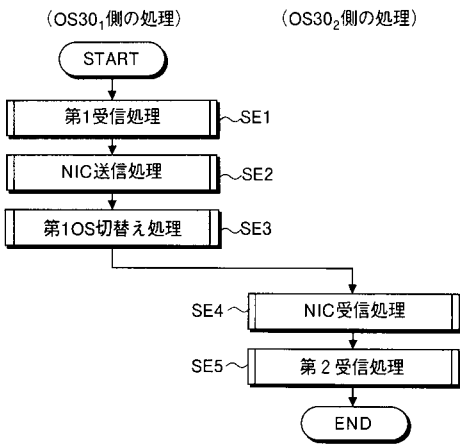 (OS30₁側の処理)
(OS30₂側の処理)
START
第1受信処理
SE1
NIC送信処理
SE2
第1OS切替え処理
SE3
SE4
NIC受信処理
SE5
第2受信処理
END